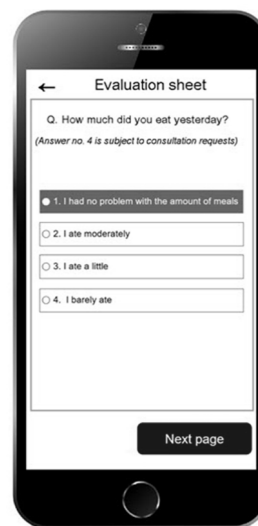 ← Evaluation sheet
Q. How much did you eat yesterday?
(Answer no. 4 is subject to consultation requests)
1. I had no problem with the amount of meals
2. I ate moderately
3. I ate a little
4. I barely ate
Next page